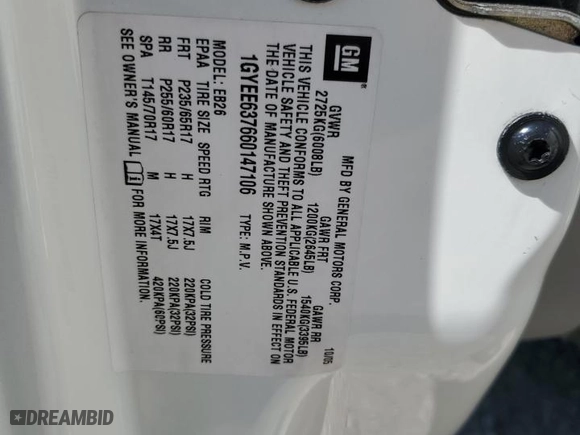 GM
MFD BY GENERAL MOTORS CORP.
10/05
GVWR GAWR FRT GAWR RR
2725KG(6008LB) 1200KG(2645LB) 1540KG(3395LB)
THIS VEHICLE CONFORMS TO ALL APPLICABLE U.S. FEDERAL MOTOR
VEHICLE SAFETY AND THEFT PREVENTION STANDARDS IN EFFECT ON
THE DATE OF MANUFACTURE SHOWN ABOVE.
1GYEE637660147106 TYPE: M.P.V.
MODEL: EB26
EPAA TIRE SIZE SPEED RTG RIM COLD TIRE PRESSURE
FRT P235/65R17 H 17X7.5J 220KPA(32PSI)
RR P255/60R17 H 17X7.5J 220KPA(32PSI)
SPA T145/70R17 M 17X4T 420KPA(60PSI)
SEE OWNER'S MANUAL FOR MORE INFORMATION
DREAMBID